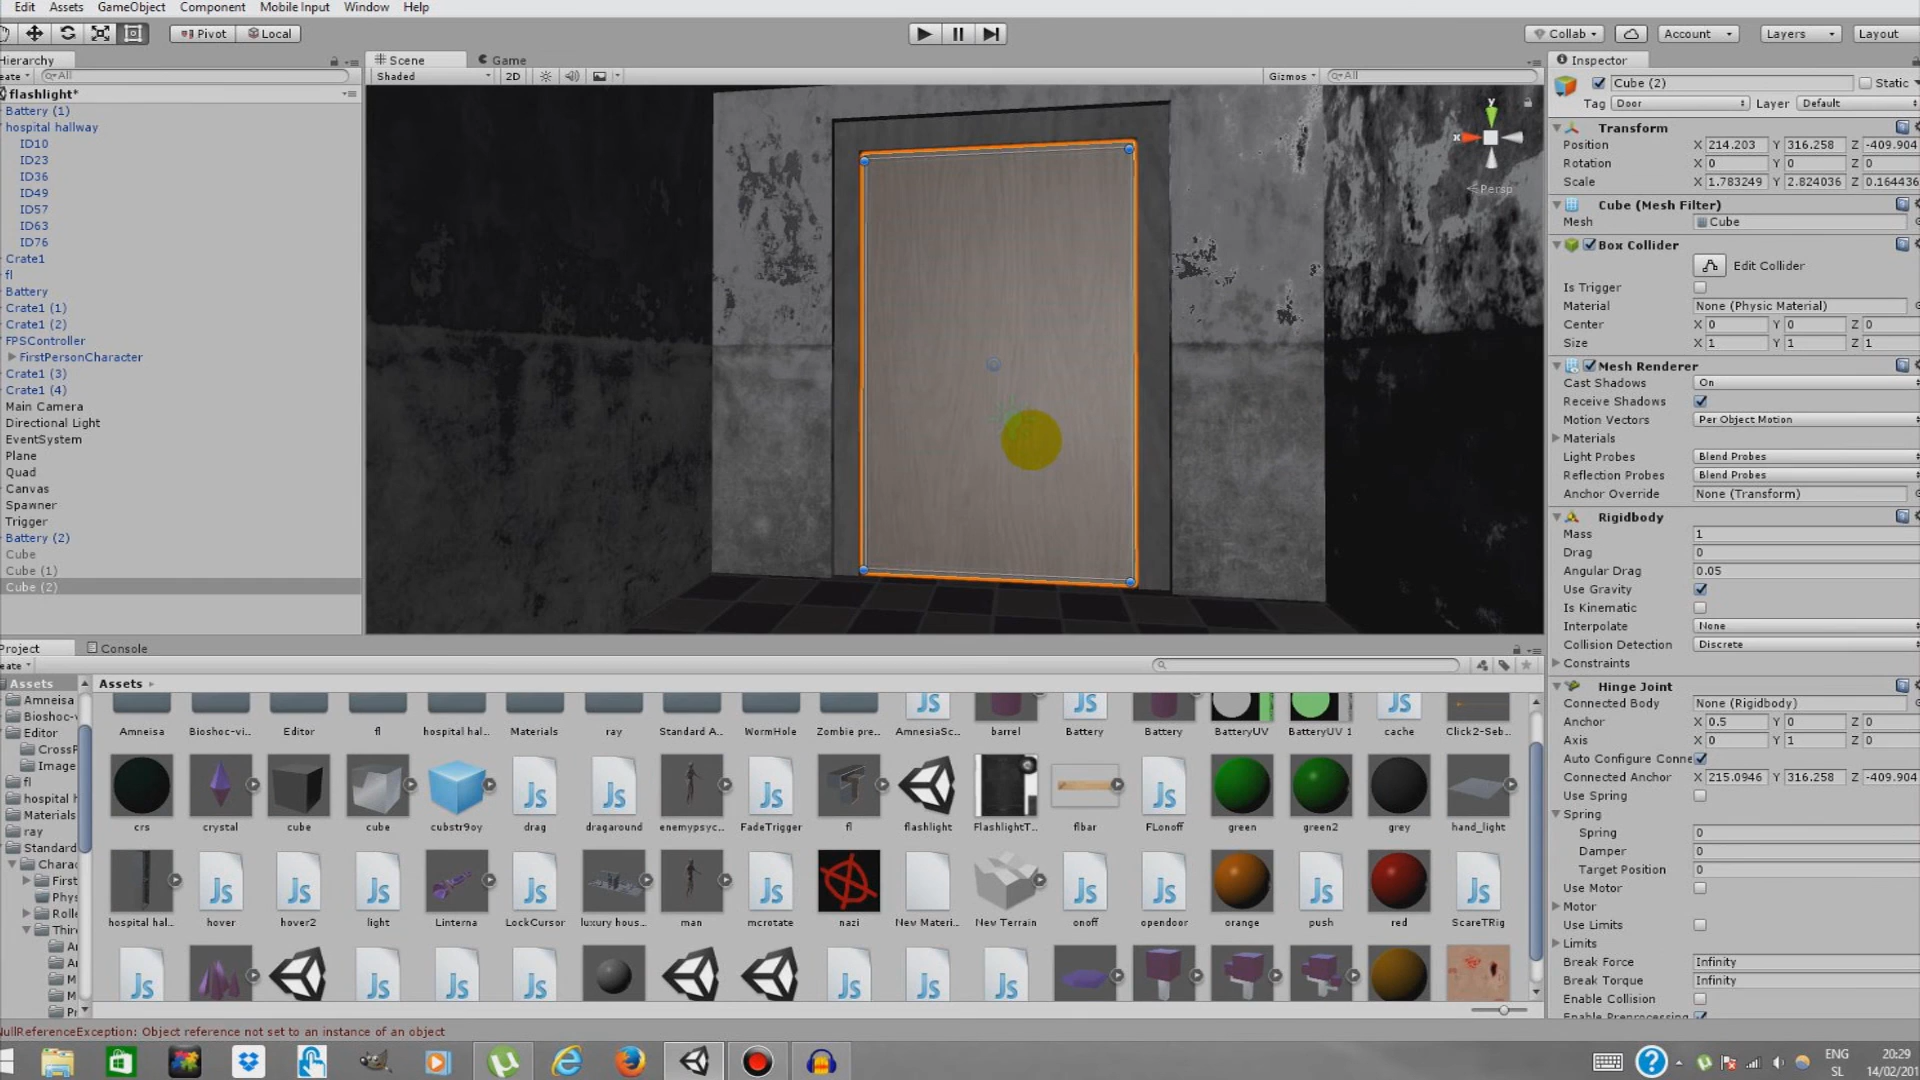 Edit Assets GameObject Component Mobile Input Window Help
Pivot Local Collab Account Layers Layout
Hierarchy Scene Game Inspector
Shaded 2D Gizmos All
All
flashlight*
Battery (1)
hospital hallway
ID10
ID23
ID36
ID49
ID57
ID63
ID76
Crate1
fl
Battery
Crate1 (1)
Crate1 (2)
FPSController
FirstPersonCharacter
Crate1 (3)
Crate1 (4)
Main Camera
Directional Light
EventSystem
Plane
Quad
Canvas
Spawner
Trigger
Battery (2)
Cube
Cube (1)
Cube (2)
y
x
Persp
Cube (2) Static
Tag Door Layer Default
Transform
Position X 214.203 Y 316.258 Z -409.904
Rotation X 0 Y 0 Z 0
Scale X 1.783249 Y 2.824036 Z 0.164436
Cube (Mesh Filter)
Mesh Cube
Box Collider
Edit Collider
Is Trigger
Material None (Physic Material)
Center X 0 Y 0 Z 0
Size X 1 Y 1 Z 1
Mesh Renderer
Cast Shadows On
Receive Shadows
Motion Vectors Per Object Motion
Materials
Light Probes Blend Probes
Reflection Probes Blend Probes
Anchor Override None (Transform)
Rigidbody
Mass 1
Drag 0
Angular Drag 0.05
Use Gravity
Is Kinematic
Interpolate None
Collision Detection Discrete
Constraints
Hinge Joint
Connected Body None (Rigidbody)
Anchor X 0.5 Y 0 Z 0
Axis X 0 Y 1 Z 0
Auto Configure Conne
Connected Anchor X 215.0946 Y 316.258 Z -409.904
Use Spring
Spring
Spring 0
Damper 0
Target Position 0
Use Motor
Motor
Use Limits
Limits
Break Force Infinity
Break Torque Infinity
Enable Collision
Enable Preprocessing
Project Console
Assets
Amneisa
Bioshoc-v
Editor
CrossF
Image
fl
hospital h
Materials
ray
Standard
Charac
First
Phys
Rolle
Thir
Assets
Amneisa Bioshoc-vi... Editor fl hospital hal... Materials ray Standard A... WormHole Zombie pre... AmnesiaSc... barrel Battery Battery BatteryUV BatteryUV 1 cache Click2-Seb...
crs crystal cube cube cubstr9oy drag dragaround enemypsyc... FadeTrigger fl flashlight FlashlightT... flbar FLonoff green green2 grey hand_light
hospital hal... hover hover2 light Linterna LockCursor luxury hous... man mcrotate nazi New Materi... New Terrain onoff opendoor orange push red ScareTRig
NullReferenceException: Object reference not set to an instance of an object
ENG
SL
20:29
14/02/201